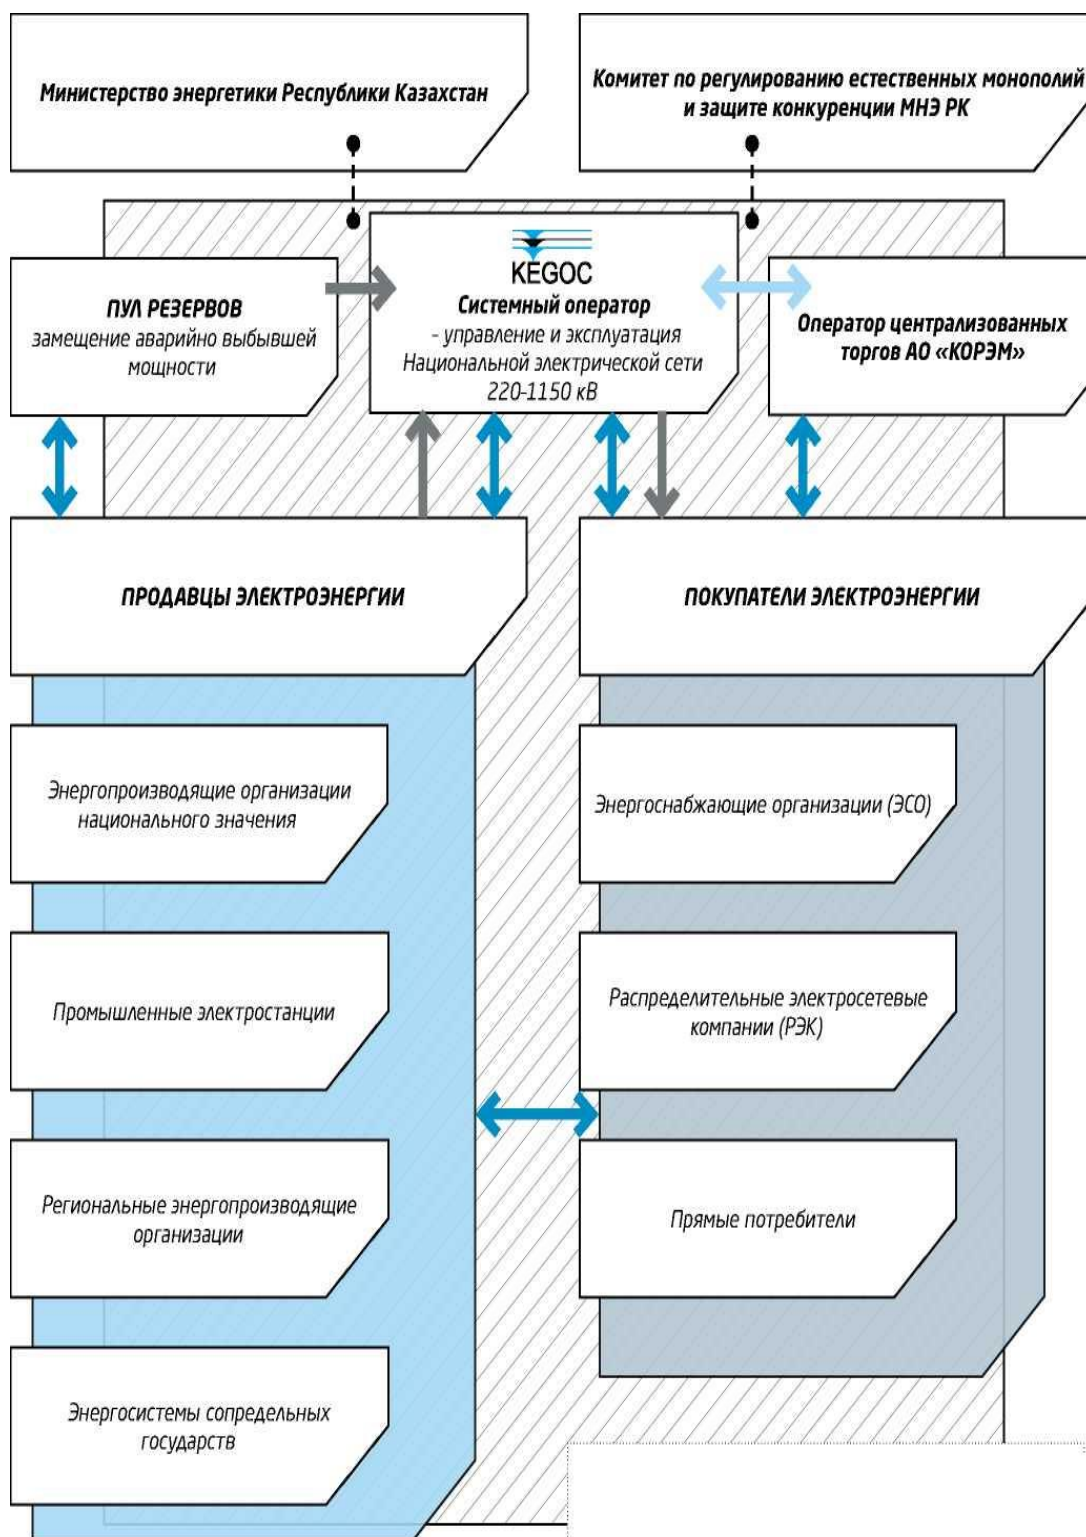 Министерство энергетики Республики Казахстан
Комитет по регулированию естественных монополий
и защите конкуренции МНЭ РК
KEGOC
Системный оператор
- управление и эксплуатация
Национальной электрической сети
220-1150 кВ
ПУЛ РЕЗЕРВОВ
замещение аварийно выбывшей
мощности
Оператор централизованных
торгов АО «КОРЭМ»
ПРОДАВЦЫ ЭЛЕКТРОЭНЕРГИИ
ПОКУПАТЕЛИ ЭЛЕКТРОЭНЕРГИИ
Энергопроизводящие организации
национального значения
Энергоснабжающие организации (ЭСО)
Промышленные электростанции
Распределительные электросетевые
компании (РЭК)
Региональные энергопроизводящие
организации
Прямые потребители
Энергосистемы сопредельных
государств